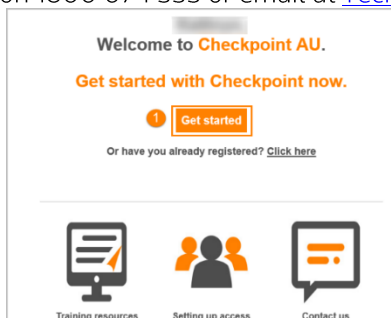 Welcome to Checkpoint AU.
Get started with Checkpoint now.
1 Get started
Or have you already registered? Click here
Training resources Setting up access Contact us